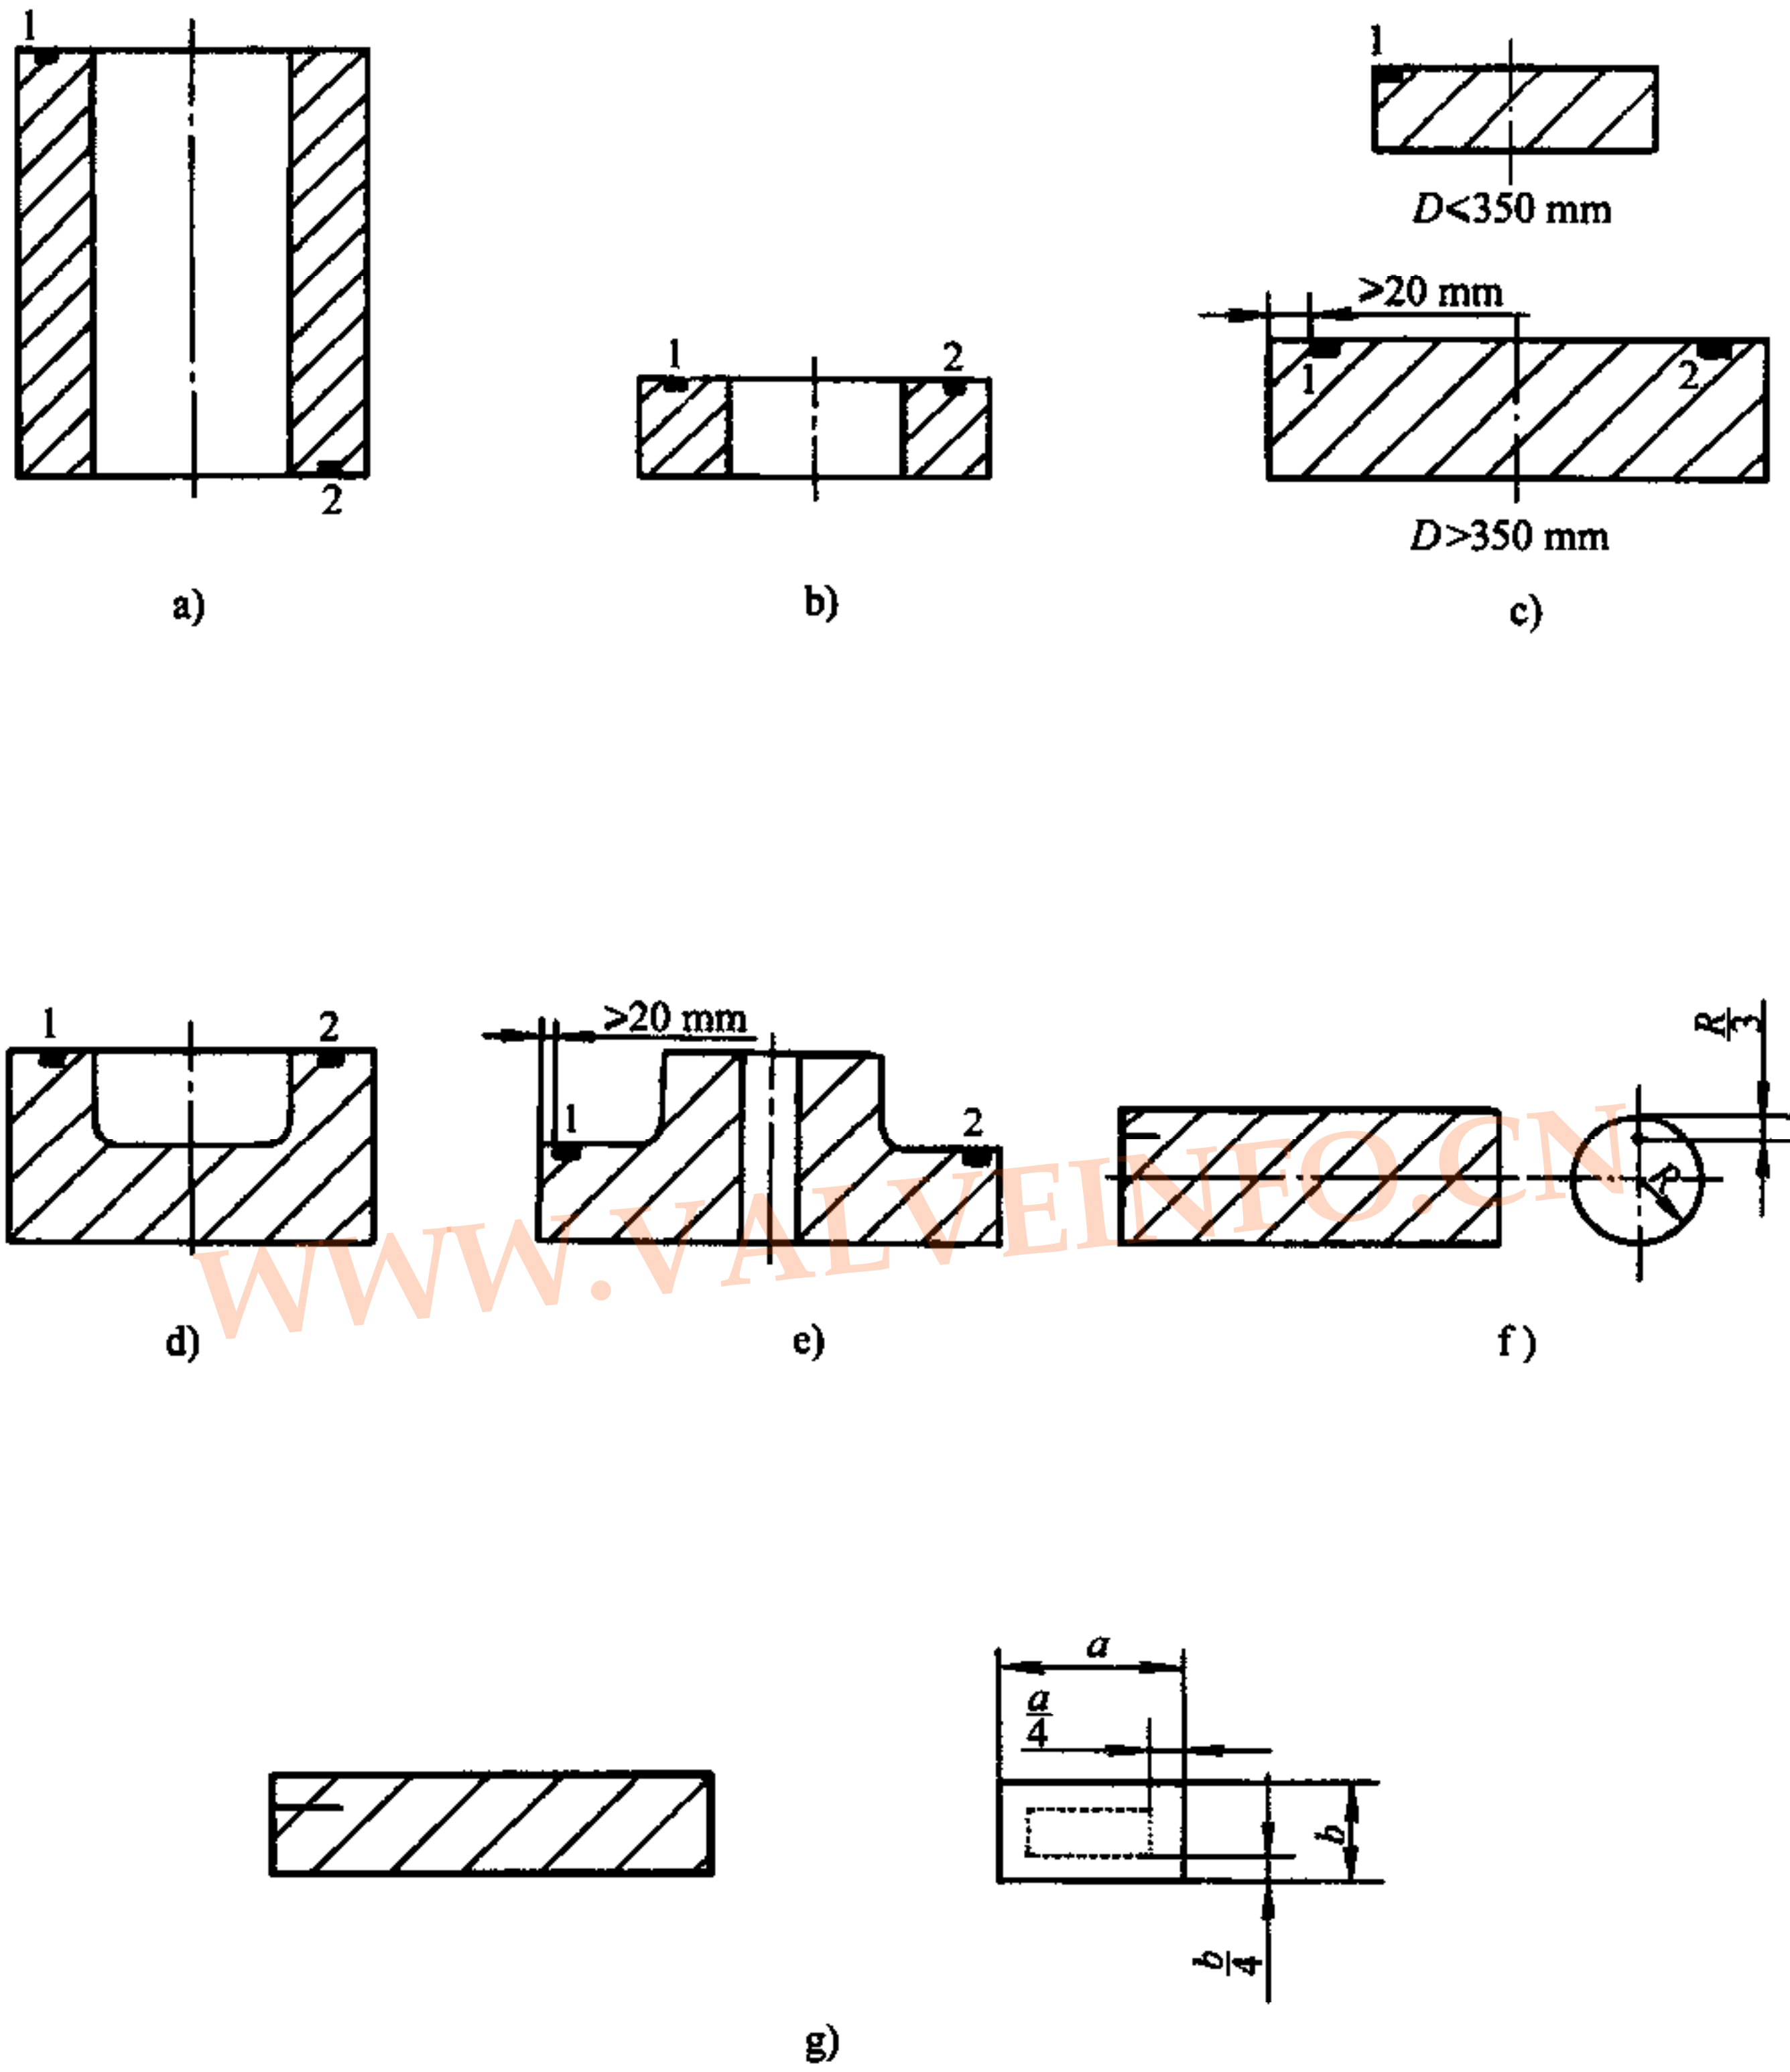 1
2
a)
1
2
b)
1
D<350 mm
>20 mm
1
2
D>350 mm
c)
1
2
d)
>20 mm
1
2
e)
R/3
R
f)
a
a/4
b
b/4
g)
WWW.VALVEINFO.CN